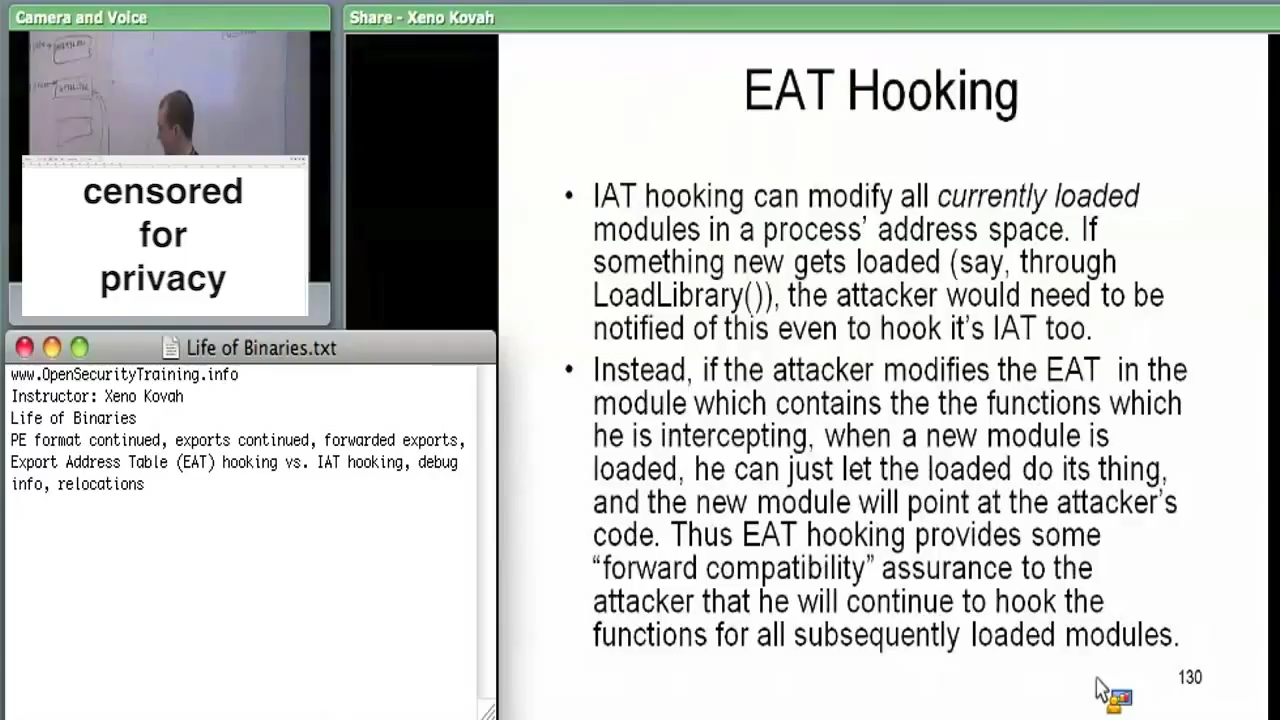 Camera and Voice
Share - Xeno Kovah
censored
for
privacy
Life of Binaries.txt
www.OpenSecurityTraining.info
Instructor: Xeno Kovah
Life of Binaries
PE format continued, exports continued, forwarded exports,
Export Address Table (EAT) hooking vs. IAT hooking, debug
info, relocations
EAT Hooking
• IAT hooking can modify all currently loaded
modules in a process’ address space. If
something new gets loaded (say, through
LoadLibrary()), the attacker would need to be
notified of this even to hook it’s IAT too.
• Instead, if the attacker modifies the EAT in the
module which contains the the functions which
he is intercepting, when a new module is
loaded, he can just let the loaded do its thing,
and the new module will point at the attacker’s
code. Thus EAT hooking provides some
“forward compatibility” assurance to the
attacker that he will continue to hook the
functions for all subsequently loaded modules.
130